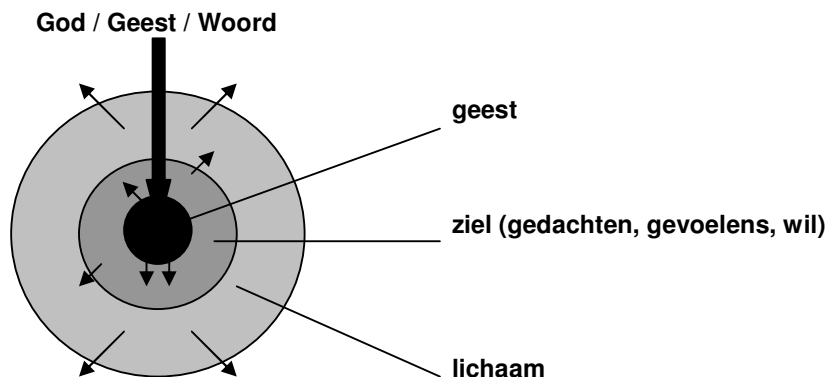 God / Geest / Woord
geest
ziel (gedachten, gevoelens, wil)
lichaam